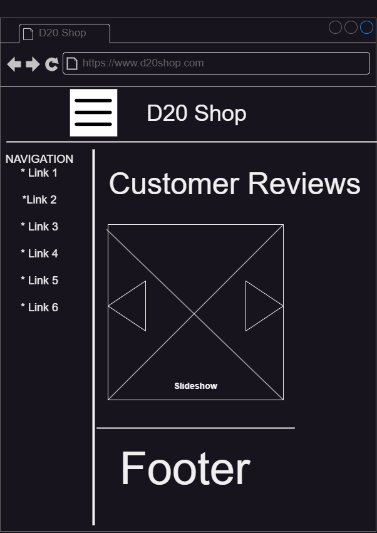 D20 Shop
https://www.d20shop.com
D20 Shop
NAVIGATION
* Link 1
*Link 2
* Link 3
* Link 4
* Link 5
* Link 6
Customer Reviews
Slideshow
Footer